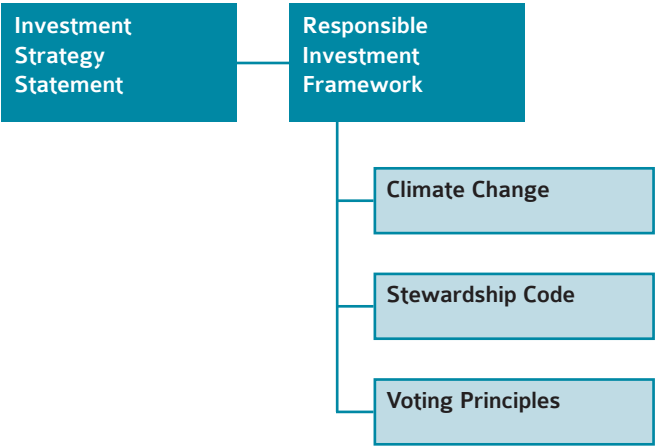 Investment
Strategy
Statement
Responsible
Investment
Framework
Climate Change
Stewardship Code
Voting Principles